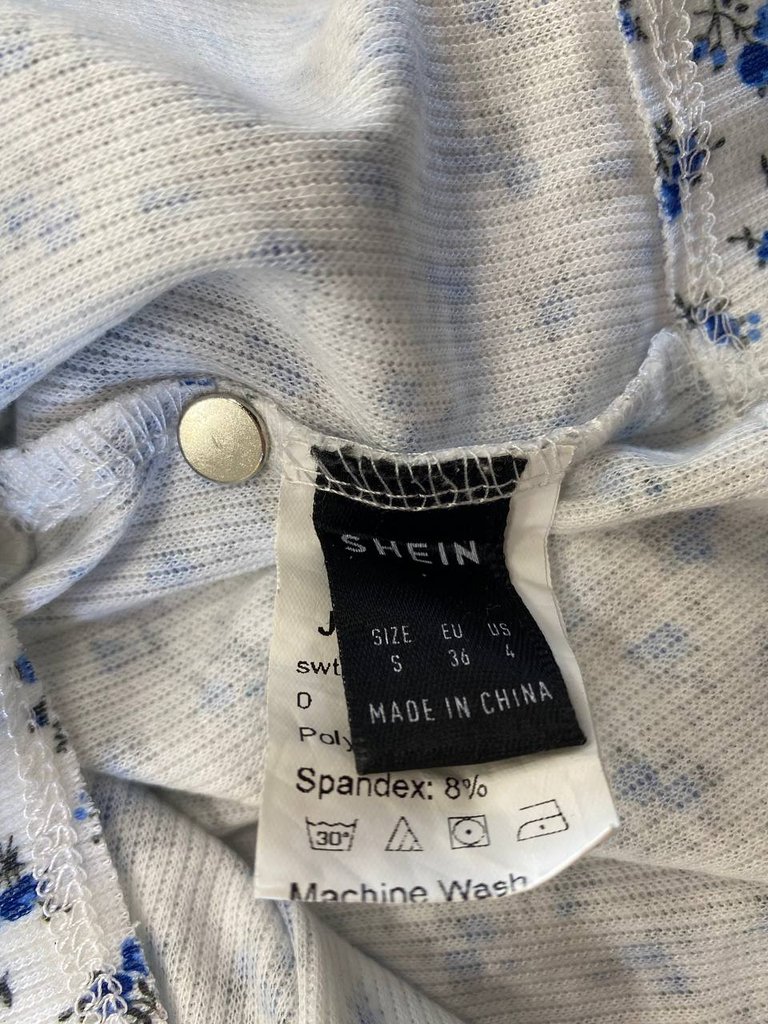 SHEIN
SIZE EU US
S 36 4
MADE IN CHINA
J
swt
0
Poly
Spandex: 8%
30°
Machine Wash